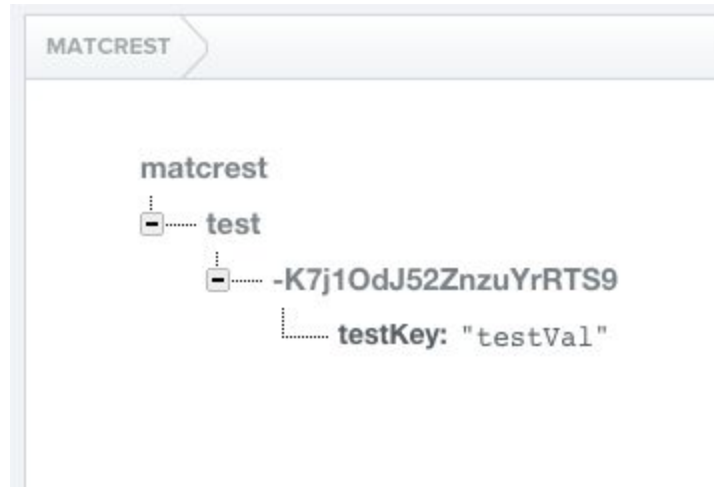 MATCREST
matcrest
test
-K7j1OdJ52ZnzuYrRTS9
testKey: "testVal"